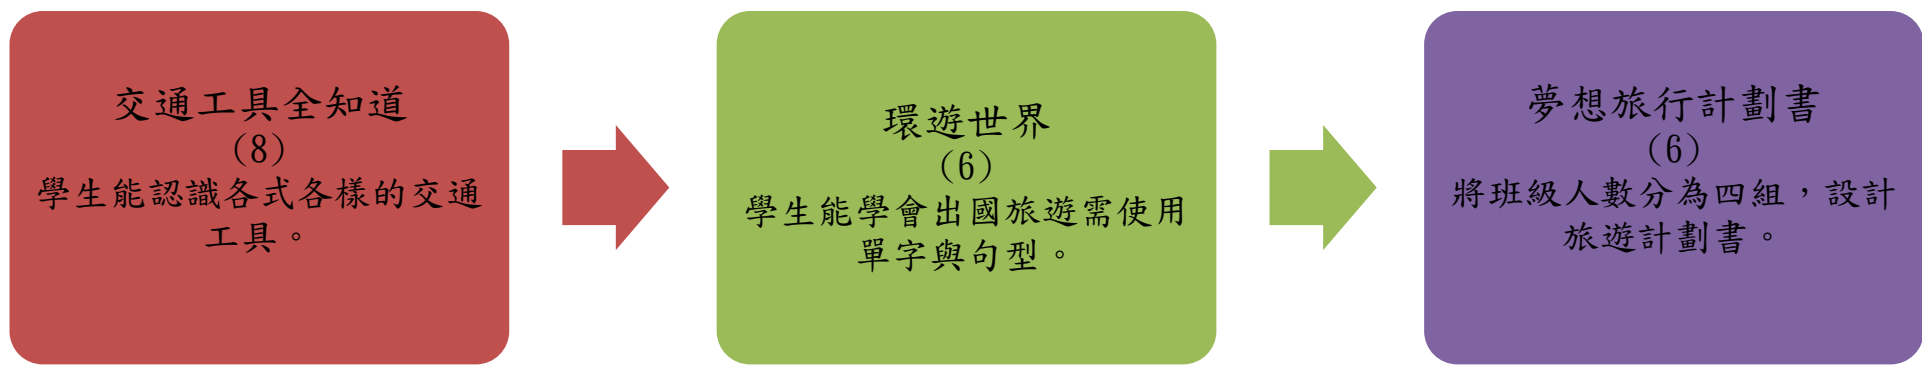 交通工具全知道
(8)
學生能認識各式各樣的交通
工具。
環遊世界
(6)
學生能學會出國旅遊需使用
單字與句型。
夢想旅行計劃書
(6)
將班級人數分為四組，設計
旅遊計劃書。